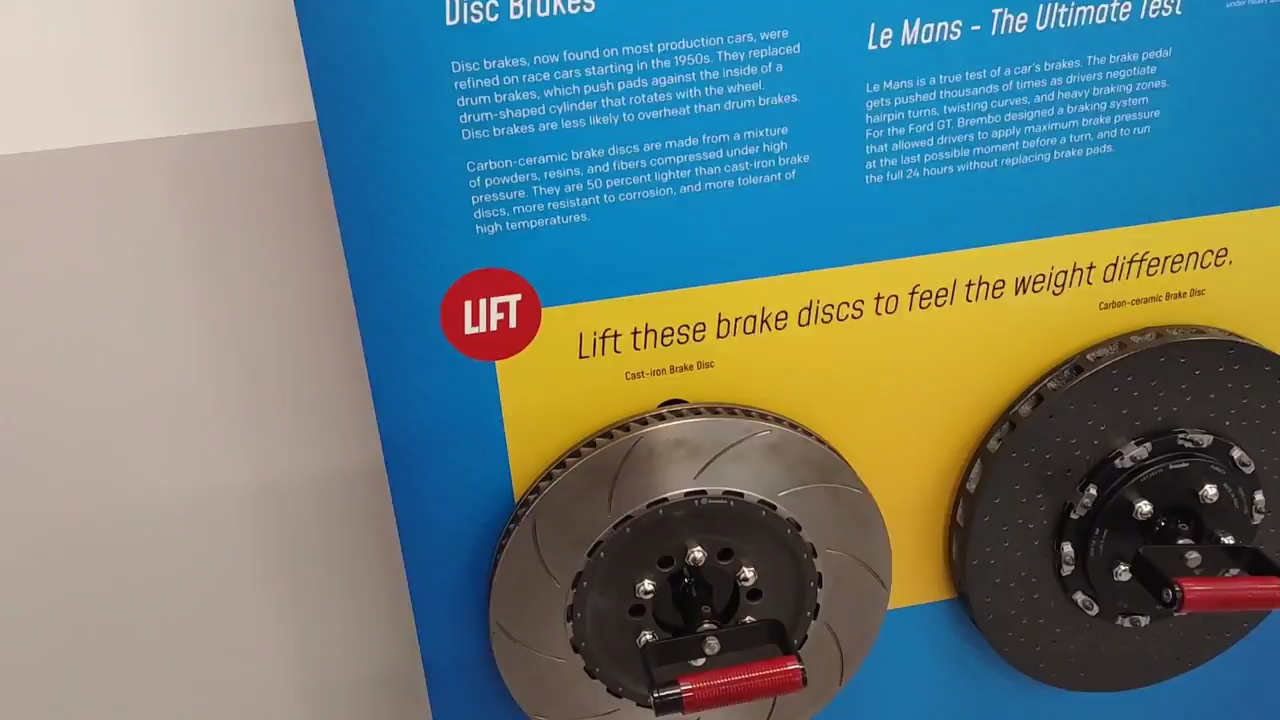 Disc Brakes
Disc brakes, now found on most production cars, were
refined on race cars starting in the 1950s. They replaced
drum brakes, which push pads against the inside of a
drum-shaped cylinder that rotates with the wheel.
Disc brakes are less likely to overheat than drum brakes.
Carbon-ceramic brake discs are made from a mixture
of powders, resins, and fibers compressed under high
pressure. They are 50 percent lighter than cast-iron brake
discs, more resistant to corrosion, and more tolerant of
high temperatures.
Le Mans - The Ultimate Test
Le Mans is a true test of a car's brakes. The brake pedal
gets pushed thousands of times as drivers negotiate
hairpin turns, twisting curves, and heavy braking zones.
For the Ford GT, Brembo designed a braking system
that allowed drivers to apply maximum brake pressure
at the last possible moment before a turn, and to run
the full 24 hours without replacing brake pads.
under heavy
LIFT
Lift these brake discs to feel the weight difference.
Cast-iron Brake Disc
Carbon-ceramic Brake Disc
brembo
brembo